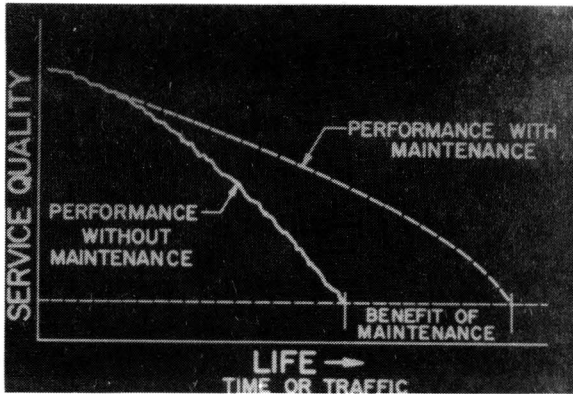 SERVICE QUALITY
PERFORMANCE WITH
MAINTENANCE
PERFORMANCE
WITHOUT
MAINTENANCE
BENEFIT OF
MAINTENANCE
LIFE →
TIME OR TRAFFIC